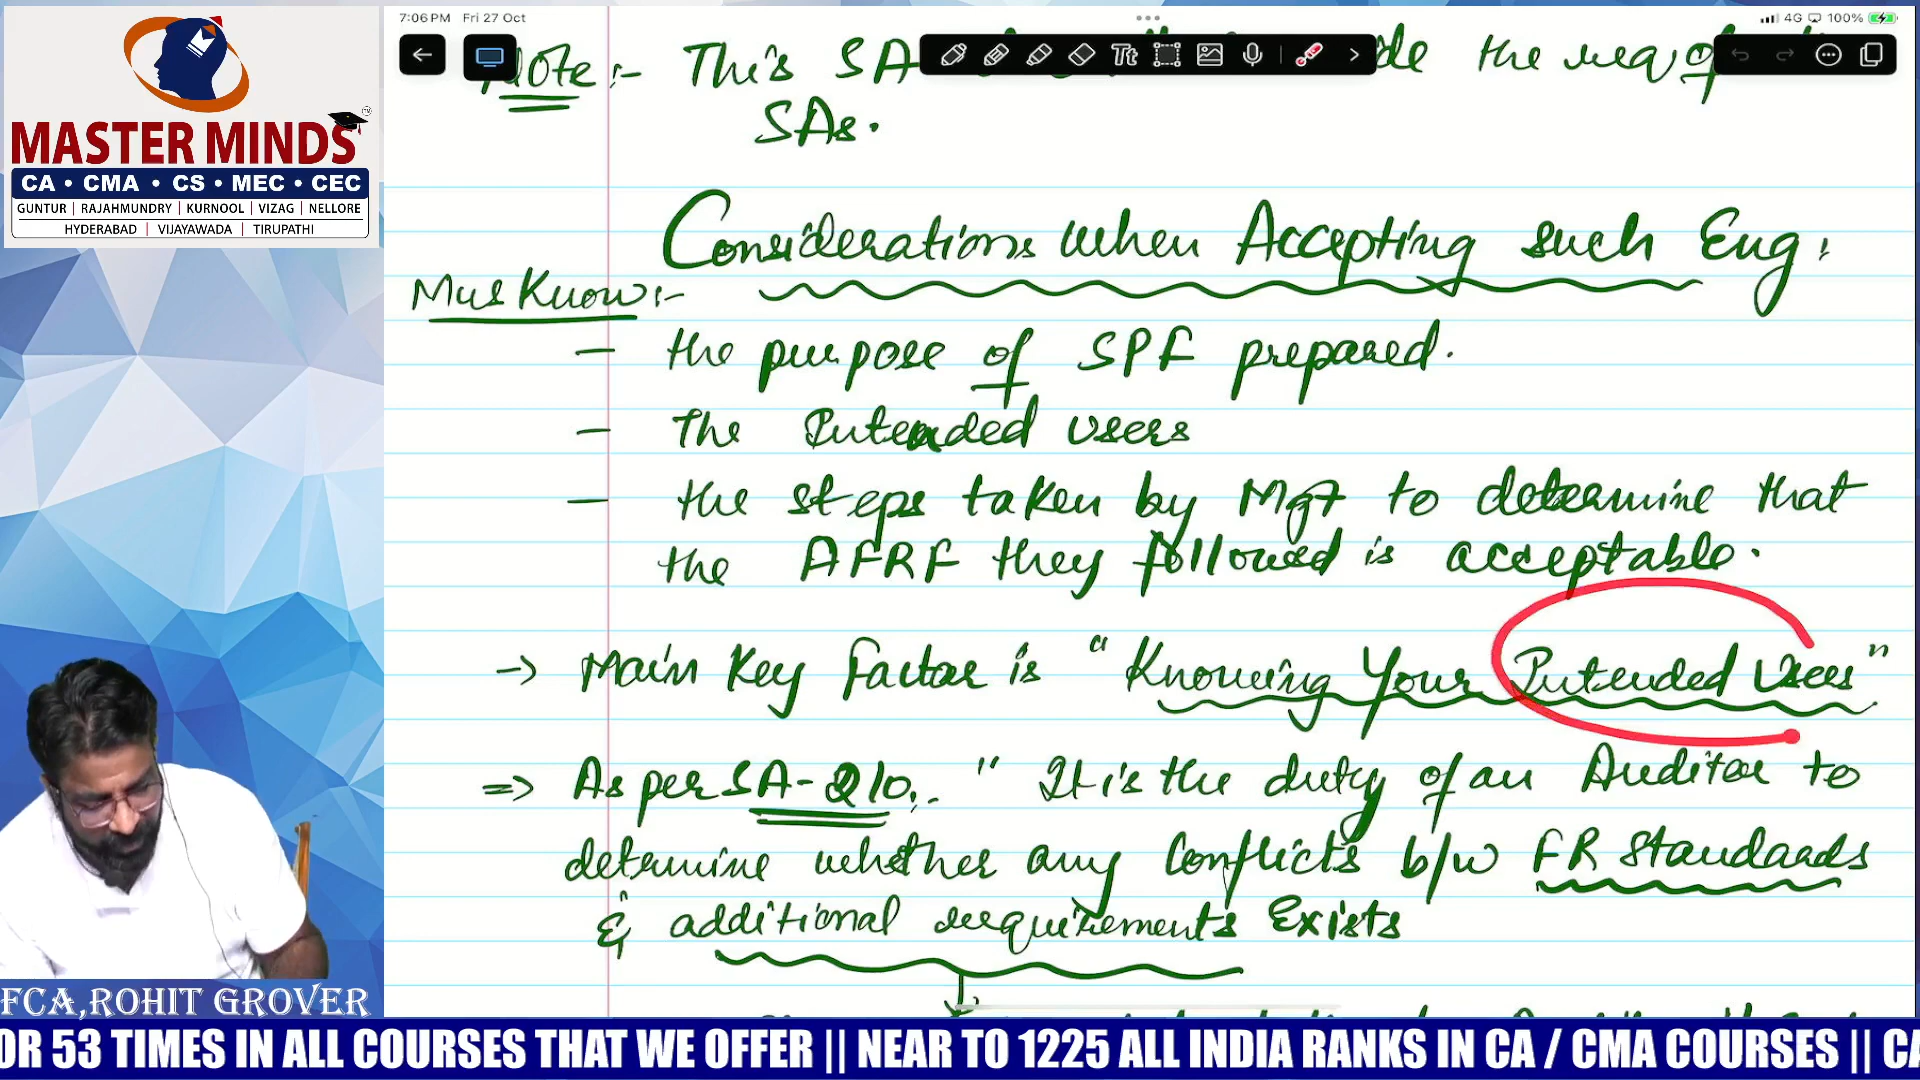 7:06 PM Fri 27 Oct
4G 100%
Note :- This SA de the req of
SAs.
Tt
MASTER MINDS
CA • CMA • CS • MEC • CEC
GUNTUR | RAJAHMUNDRY | KURNOOL | VIZAG | NELLORE
HYDERABAD | VIJAYAWADA | TIRUPATHI
Considerations when Accepting such Eng :
Mus Know :-
- the purpose of SPF prepared.
- The Intended users
- the steps taken by Mgt to determine that
the AFRF they followed is acceptable.
→ Main Key Factor is "Knowing Your Intended Users"
⇒ As per SA-210, " It is the duty of an Auditor to
determine whether any Conflicts b/w FR Standards
& additional requirements Exists
FCA,ROHIT GROVER
OR 53 TIMES IN ALL COURSES THAT WE OFFER || NEAR TO 1225 ALL INDIA RANKS IN CA / CMA COURSES || CA